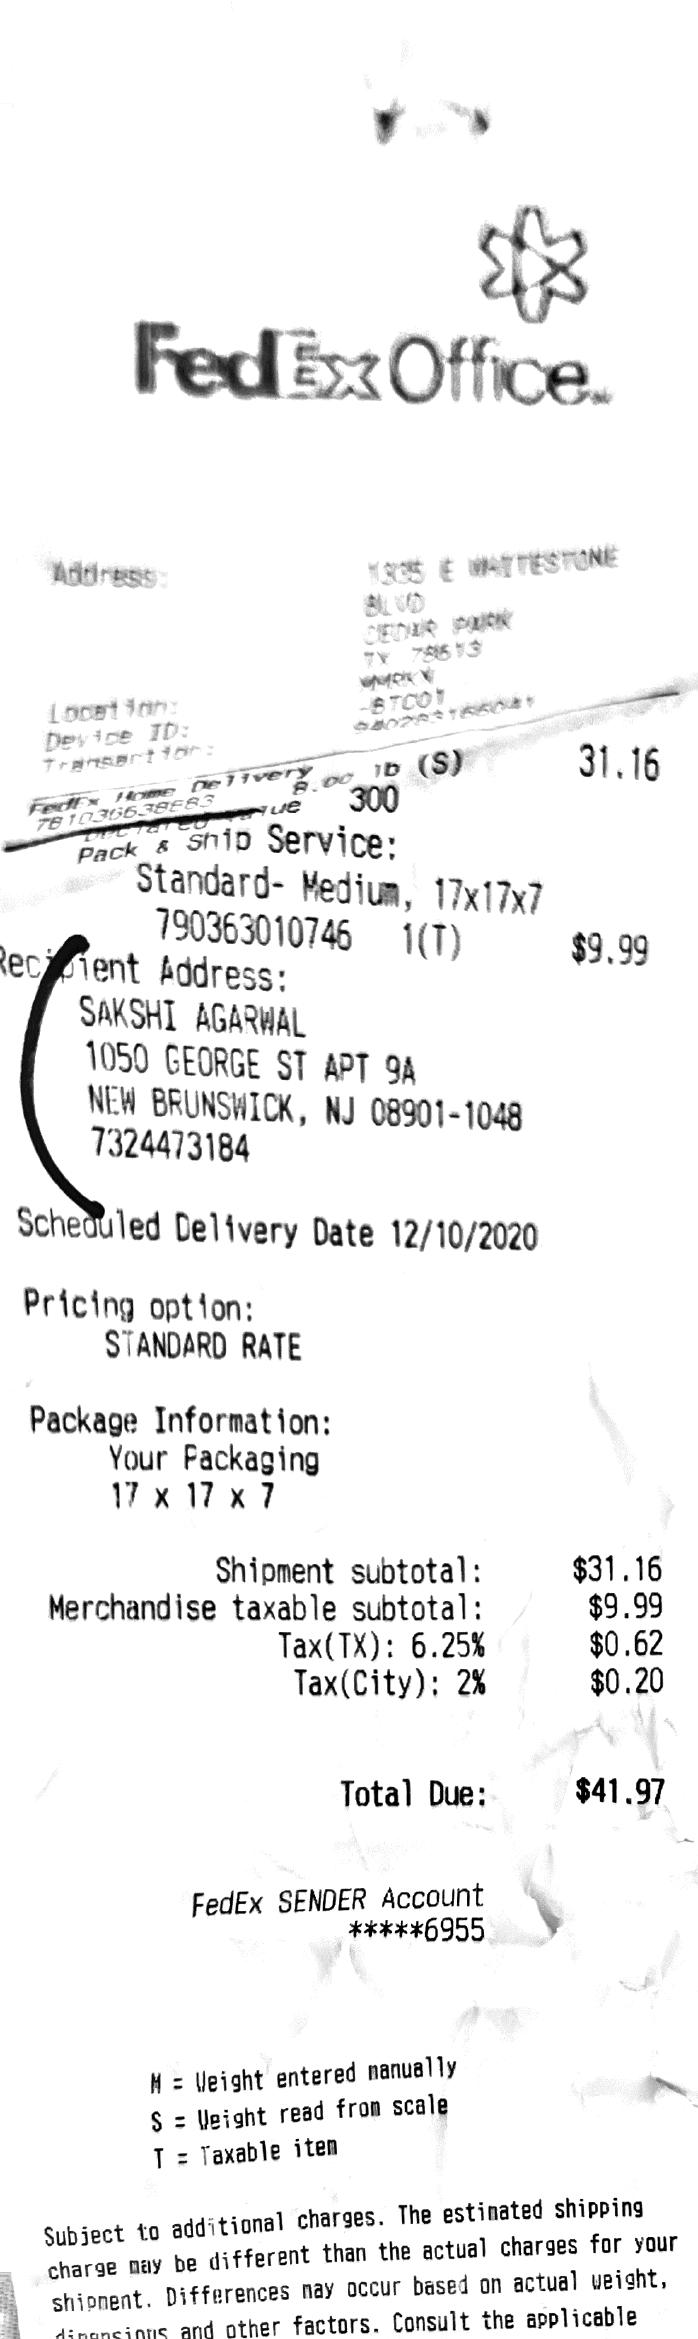 FedEx Office
Address: 1335 E WHITESTONE
BLVD
CEDAR PARK
TX 78613
Location:
Device ID: -BTC01
Transaction:
FedEx Home Delivery
781036638683 8.00 lb (S) 31.16
Declared Value 300
Pack & Ship Service:
Standard- Medium, 17x17x7
790363010746 1(T) $9.99
Recipient Address:
SAKSHI AGARWAL
1050 GEORGE ST APT 9A
NEW BRUNSWICK, NJ 08901-1048
7324473184
Scheduled Delivery Date 12/10/2020
Pricing option:
STANDARD RATE
Package Information:
Your Packaging
17 x 17 x 7
Shipment subtotal: $31.16
Merchandise taxable subtotal: $9.99
Tax(TX): 6.25% $0.62
Tax(City): 2% $0.20
Total Due: $41.97
FedEx SENDER Account
*****6955
M = Weight entered manually
S = Weight read from scale
T = Taxable item
Subject to additional charges. The estimated shipping
charge may be different than the actual charges for your
shipment. Differences may occur based on actual weight,
dimensions and other factors. Consult the applicable